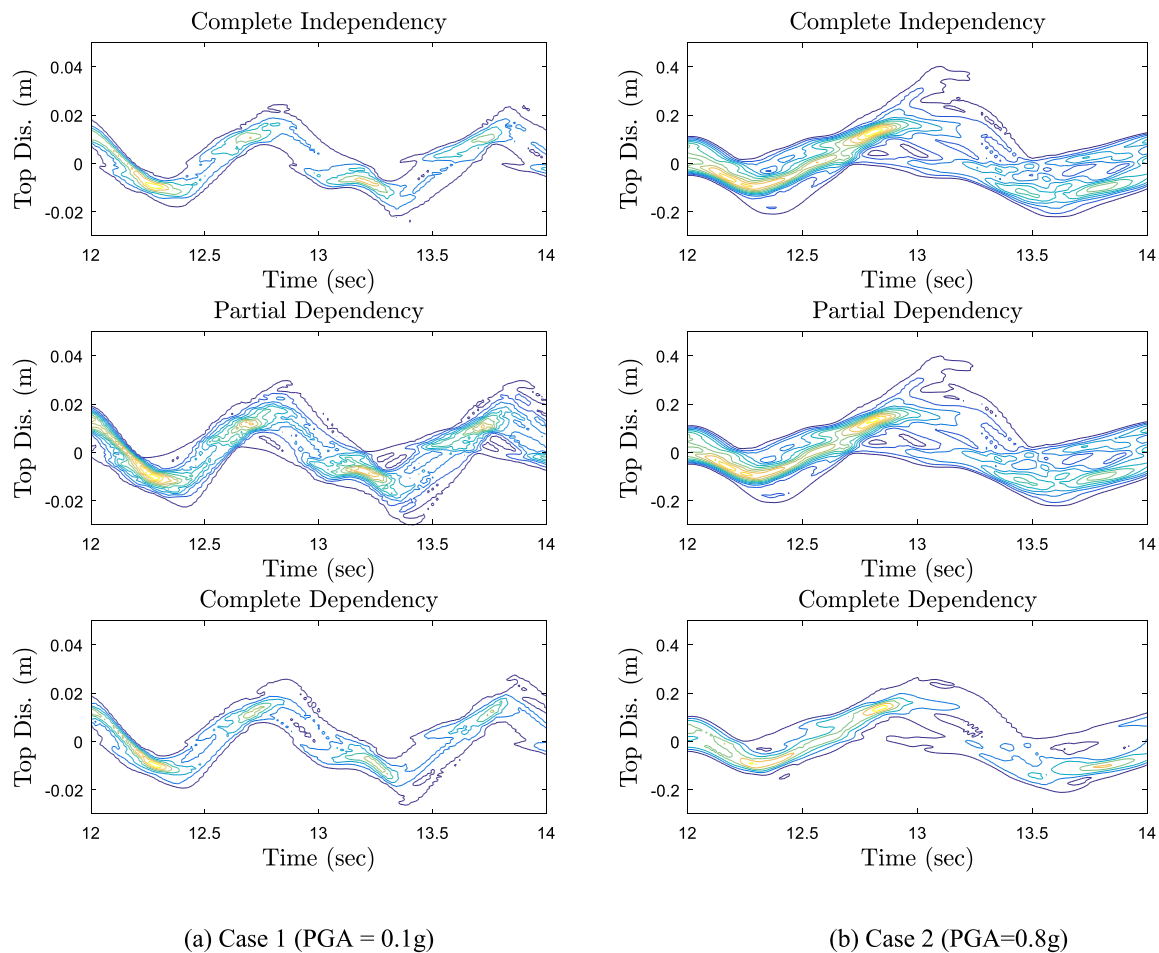 Complete Independency
Top Dis. (m)
0.04
0.02
0
-0.02
12
12.5
13
13.5
14
Time (sec)
Complete Independency
Top Dis. (m)
0.4
0.2
0
-0.2
12
12.5
13
13.5
14
Time (sec)
Partial Dependency
Top Dis. (m)
0.04
0.02
0
-0.02
12
12.5
13
13.5
14
Time (sec)
Partial Dependency
Top Dis. (m)
0.4
0.2
0
-0.2
12
12.5
13
13.5
14
Time (sec)
Complete Dependency
Top Dis. (m)
0.04
0.02
0
-0.02
12
12.5
13
13.5
14
Time (sec)
Complete Dependency
Top Dis. (m)
0.4
0.2
0
-0.2
12
12.5
13
13.5
14
Time (sec)
(a) Case 1 (PGA = 0.1g)
(b) Case 2 (PGA=0.8g)